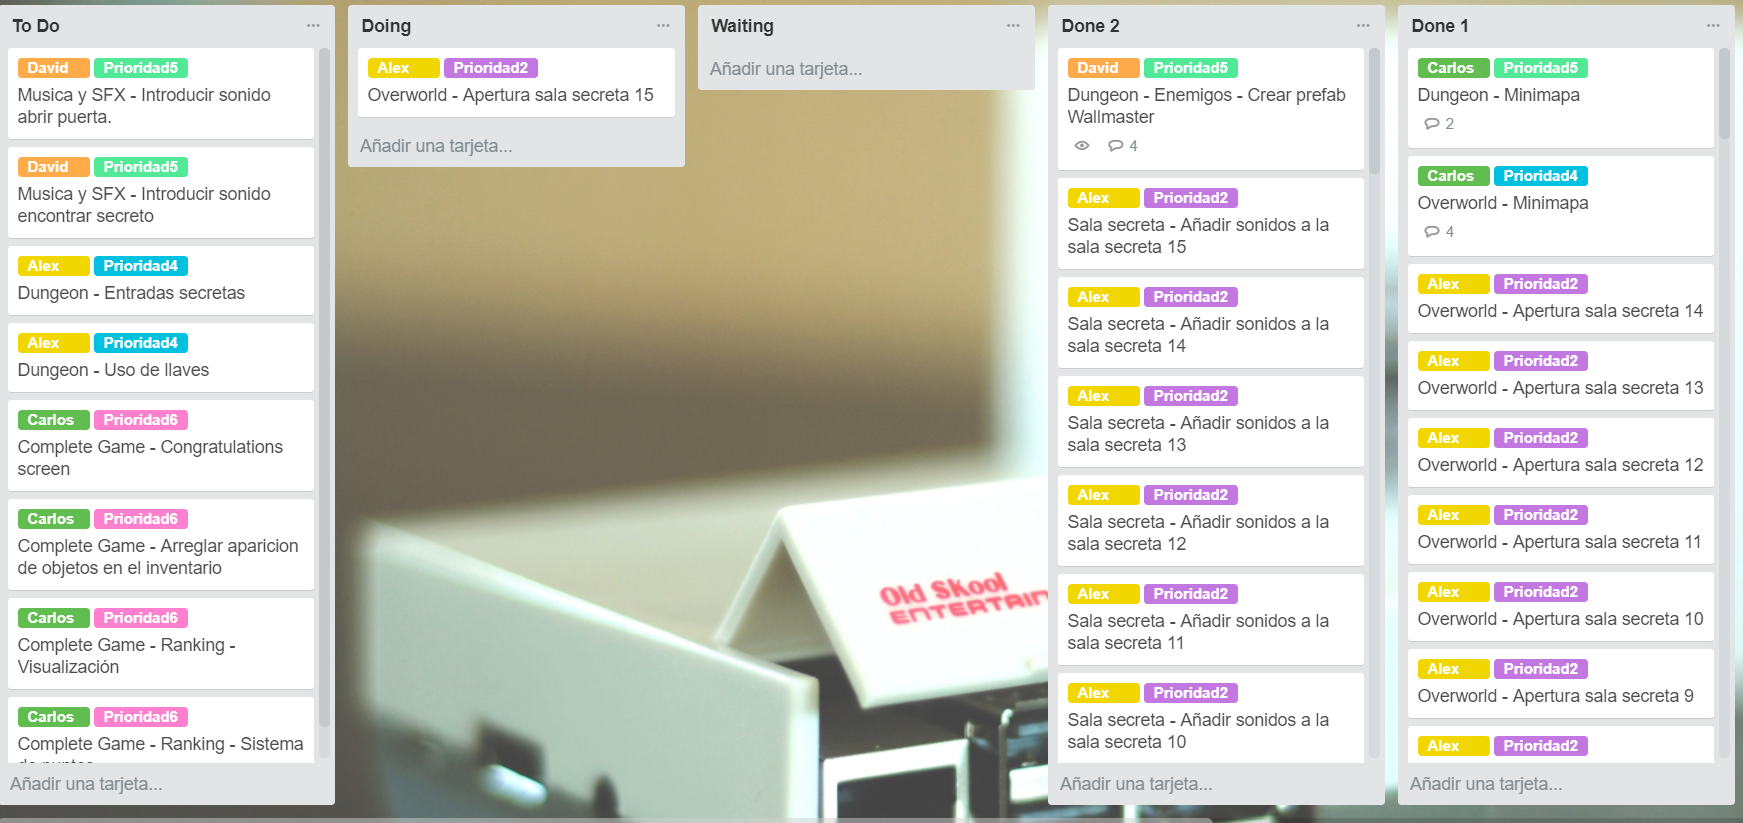 To Do
David Prioridad5
Musica y SFX - Introducir sonido
abrir puerta.
David Prioridad5
Musica y SFX - Introducir sonido
encontrar secreto
Alex Prioridad4
Dungeon - Entradas secretas
Alex Prioridad4
Dungeon - Uso de llaves
Carlos Prioridad6
Complete Game - Congratulations
screen
Carlos Prioridad6
Complete Game - Arreglar aparicion
de objetos en el inventario
Carlos Prioridad6
Complete Game - Ranking -
Visualización
Carlos Prioridad6
Complete Game - Ranking - Sistema
Añadir una tarjeta...
Doing
Alex Prioridad2
Overworld - Apertura sala secreta 15
Añadir una tarjeta...
Waiting
Añadir una tarjeta...
Old Skool
Done 2
David Prioridad5
Dungeon - Enemigos - Crear prefab
Wallmaster
4
Alex Prioridad2
Sala secreta - Añadir sonidos a la
sala secreta 15
Alex Prioridad2
Sala secreta - Añadir sonidos a la
sala secreta 14
Alex Prioridad2
Sala secreta - Añadir sonidos a la
sala secreta 13
Alex Prioridad2
Sala secreta - Añadir sonidos a la
sala secreta 12
Alex Prioridad2
Sala secreta - Añadir sonidos a la
sala secreta 11
Alex Prioridad2
Sala secreta - Añadir sonidos a la
sala secreta 10
Añadir una tarjeta...
Done 1
Carlos Prioridad5
Dungeon - Minimapa
2
Carlos Prioridad4
Overworld - Minimapa
4
Alex Prioridad2
Overworld - Apertura sala secreta 14
Alex Prioridad2
Overworld - Apertura sala secreta 13
Alex Prioridad2
Overworld - Apertura sala secreta 12
Alex Prioridad2
Overworld - Apertura sala secreta 11
Alex Prioridad2
Overworld - Apertura sala secreta 10
Alex Prioridad2
Overworld - Apertura sala secreta 9
Alex Prioridad2
Añadir una tarjeta...